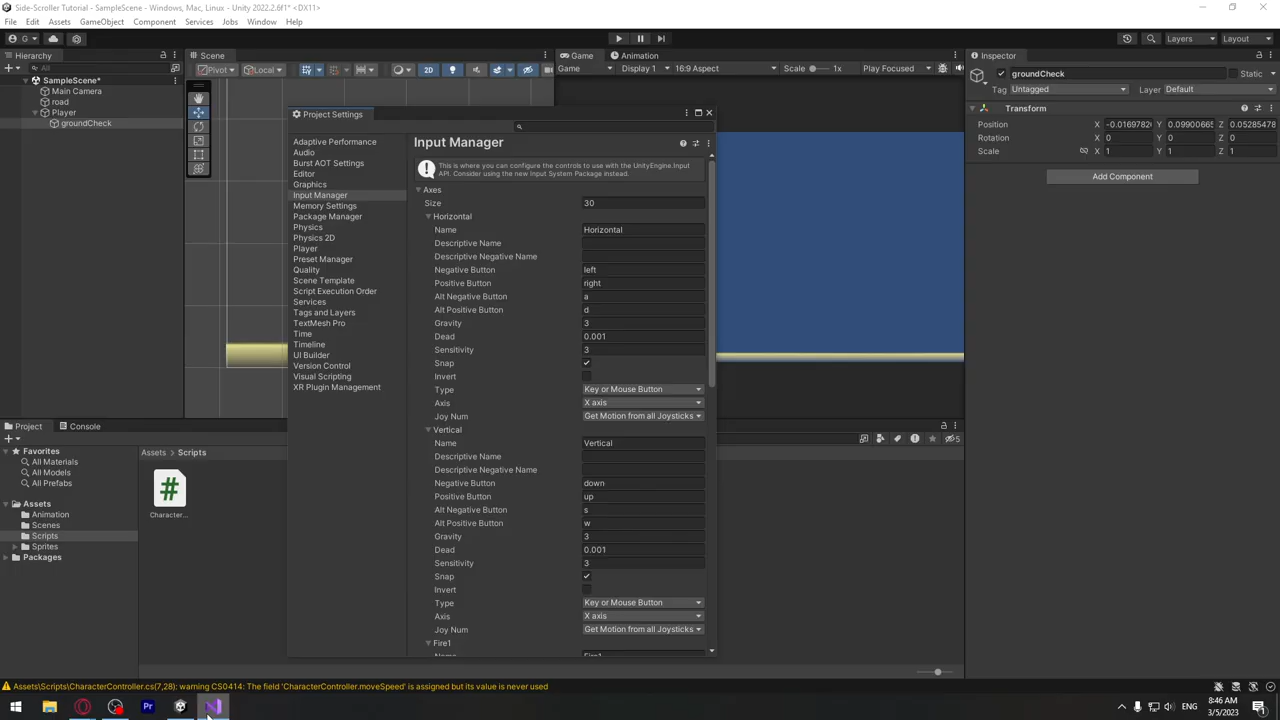 Side-Scroller Tutorial - SampleScene - Windows, Mac, Linux - Unity 2022.2.6f1* <DX11>
File Edit Assets GameObject Component Services Jobs Window Help
G
Layers Layout
Hierarchy
All
SampleScene*
Main Camera
road
Player
groundCheck
Scene
Pivot Local 2D
Game Animation
Game Display 1 16:9 Aspect Scale 1x Play Focused
Inspector
groundCheck Static
Tag Untagged Layer Default
Transform
Position X -0.0169782 Y 0.09900665 Z 0.05285478
Rotation X 0 Y 0 Z 0
Scale X 1 Y 1 Z 1
Add Component
Project Settings
Adaptive Performance
Audio
Burst AOT Settings
Editor
Graphics
Input Manager
Memory Settings
Package Manager
Physics
Physics 2D
Player
Preset Manager
Quality
Scene Template
Script Execution Order
Services
Tags and Layers
TextMesh Pro
Time
Timeline
UI Builder
Version Control
Visual Scripting
XR Plugin Management
Input Manager
This is where you can configure the controls to use with the UnityEngine.Input
API. Consider using the new Input System Package instead.
Axes
Size 30
Horizontal
Name Horizontal
Descriptive Name
Descriptive Negative Name
Negative Button left
Positive Button right
Alt Negative Button a
Alt Positive Button d
Gravity 3
Dead 0.001
Sensitivity 3
Snap
Invert
Type Key or Mouse Button
Axis X axis
Joy Num Get Motion from all Joysticks
Vertical
Name Vertical
Descriptive Name
Descriptive Negative Name
Negative Button down
Positive Button up
Alt Negative Button s
Alt Positive Button w
Gravity 3
Dead 0.001
Sensitivity 3
Snap
Invert
Type Key or Mouse Button
Axis X axis
Joy Num Get Motion from all Joysticks
Fire1
Name Fire1
Project Console
5
Favorites
All Materials
All Models
All Prefabs
Assets
Animation
Scenes
Scripts
Sprites
Packages
Assets > Scripts
#
Character...
Assets\Scripts\CharacterController.cs(7,28): warning CS0414: The field 'CharacterController.moveSpeed' is assigned but its value is never used
Pr
ENG
8:46 AM
3/5/2023